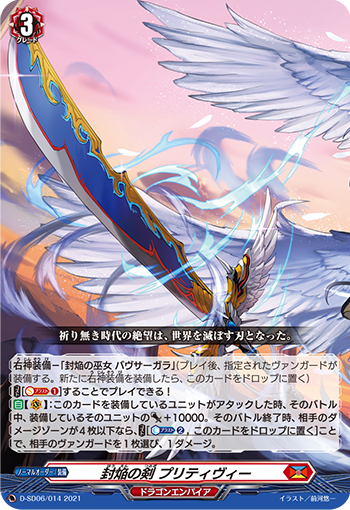 3
グレード
祈り無き時代の絶望は、世界を滅ぼす刃となった。
右神装備－「封焔の巫女 バヴサーガラ」(プレイ後、指定されたヴァンガードが
装備する。新たに右神装備を装備したら、このカードをドロップに置く)
1】することでプレイできる!
【自】【】:このカードを装備しているユニットがアタックした時、そのバトル
中、装備しているそのユニットの+10000。そのバトル終了時、相手のダ
メージゾーンが4枚以下なら、【コスト】【2,このカードをドロップに置く】こと
で、相手のヴァンガードを1枚選び、1ダメージ。
ノーマルオーダー:装備
封焔の剣 プリティヴィー
D-SD06/014 2021
ドラゴンエンパイア
イラスト/前河悠一